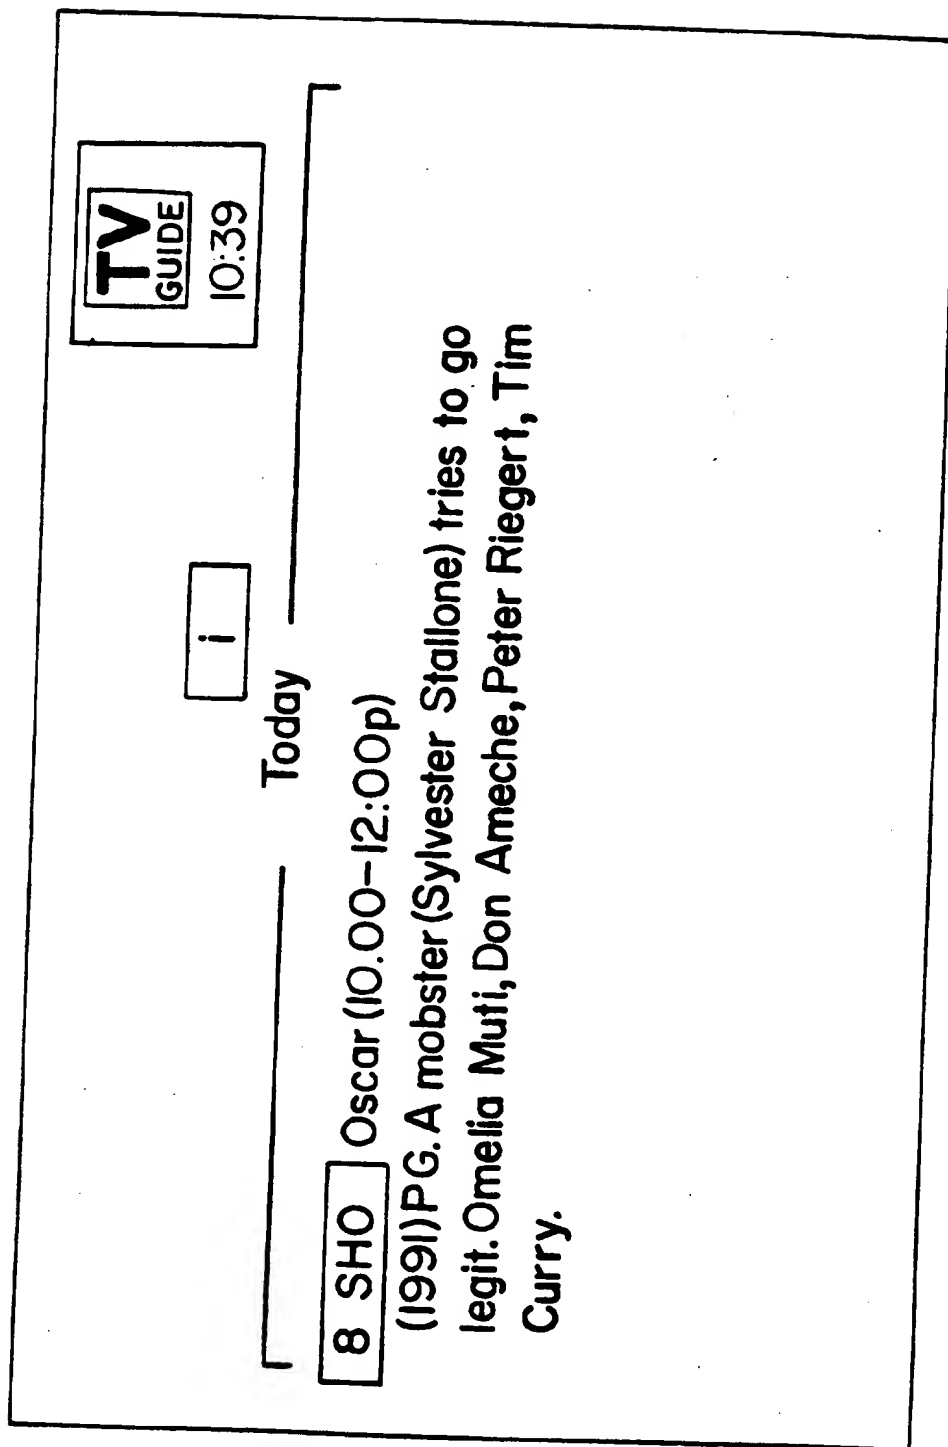 TV
GUIDE
10:39
i
Today
8 SHO Oscar (10.00-12:00p)
(1991) PG. A mobster (Sylvester Stallone) tries to go
legit. Omelia Muti, Don Ameche, Peter Riegert, Tim
Curry.